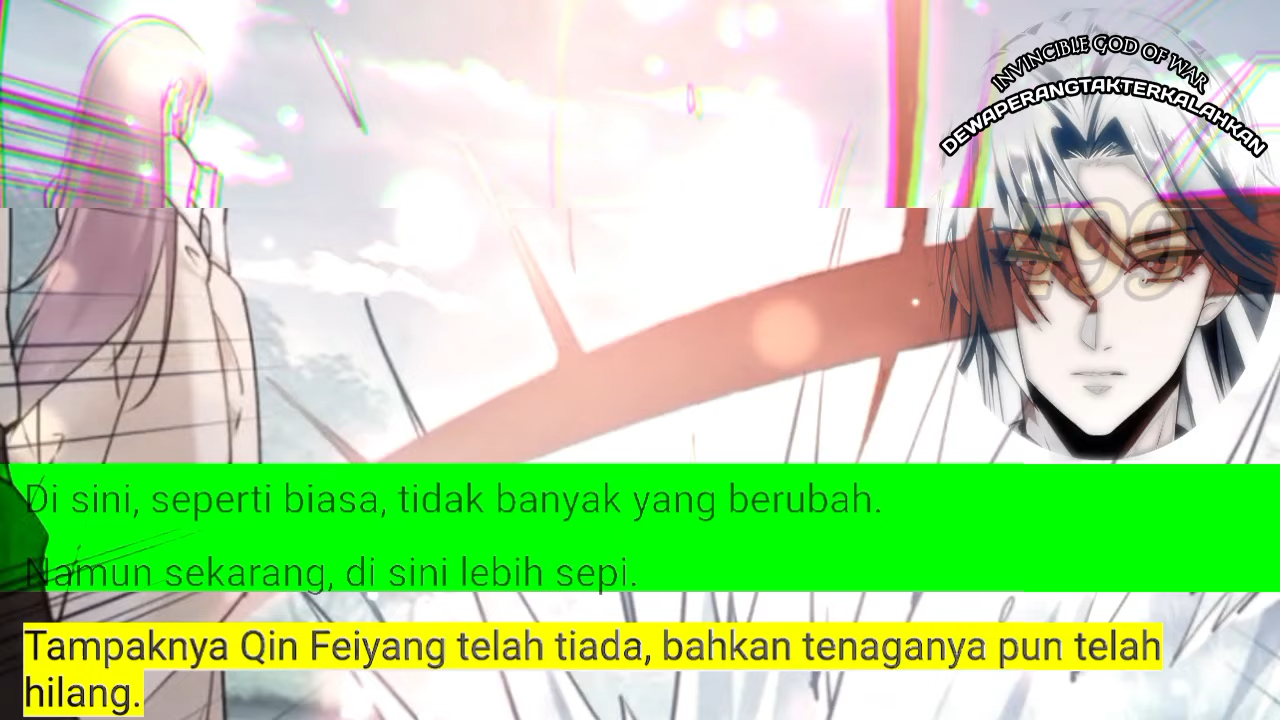 INVINCIBLE GOD OF WAR
DEWAPERANGTAKTERKALAHKAN
499
Di sini, seperti biasa, tidak banyak yang berubah.
Namun sekarang, di sini lebih sepi.
Tampaknya Qin Feiyang telah tiada, bahkan tenaganya pun telah
hilang.